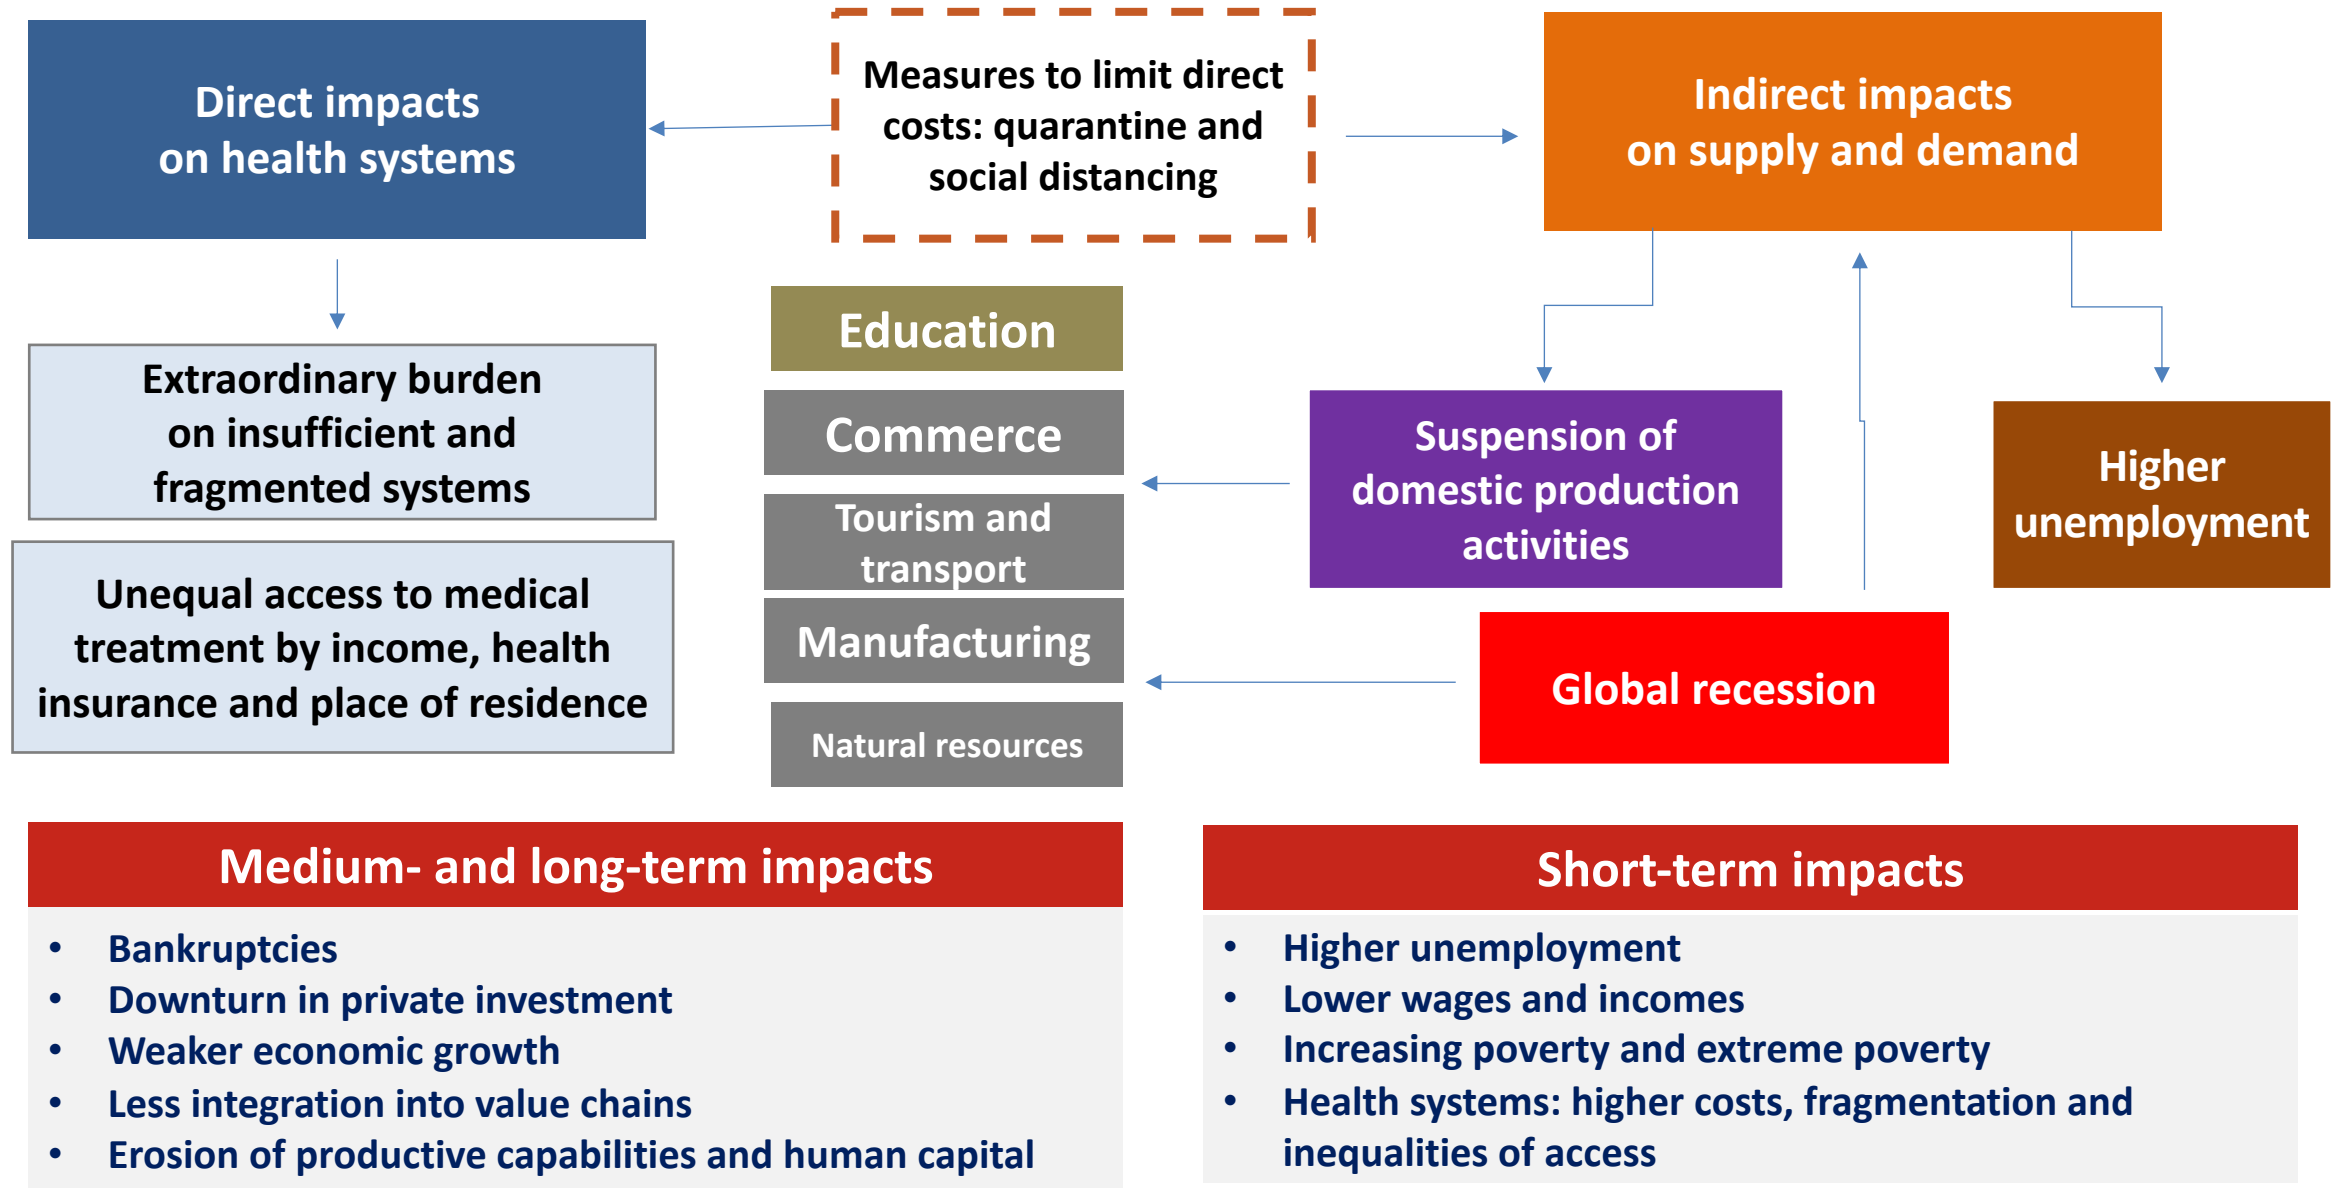 Direct impacts
on health systems
Measures to limit direct
costs: quarantine and
social distancing
Indirect impacts
on supply and demand
Extraordinary burden
on insufficient and
fragmented systems
Unequal access to medical
treatment by income, health
insurance and place of residence
Education
Commerce
Tourism and
transport
Manufacturing
Natural resources
Suspension of
domestic production
activities
Higher
unemployment
Global recession
Medium- and long-term impacts
• Bankruptcies
• Downturn in private investment
• Weaker economic growth
• Less integration into value chains
• Erosion of productive capabilities and human capital
Short-term impacts
• Higher unemployment
• Lower wages and incomes
• Increasing poverty and extreme poverty
• Health systems: higher costs, fragmentation and
inequalities of access